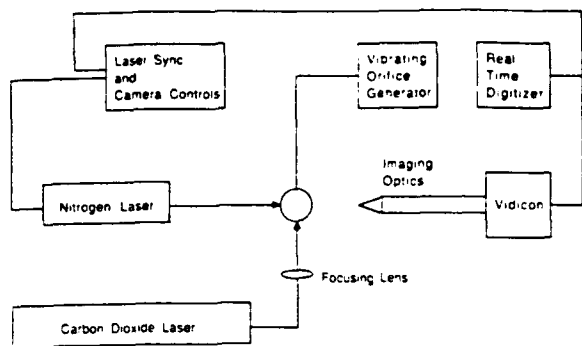 Laser Sync
and
Camera Controls
Vibrating
Orifice
Generator
Real
Time
Digitizer
Imaging
Optics
Nitrogen Laser
Vidicon
Focusing Lens
Carbon Dioxide Laser